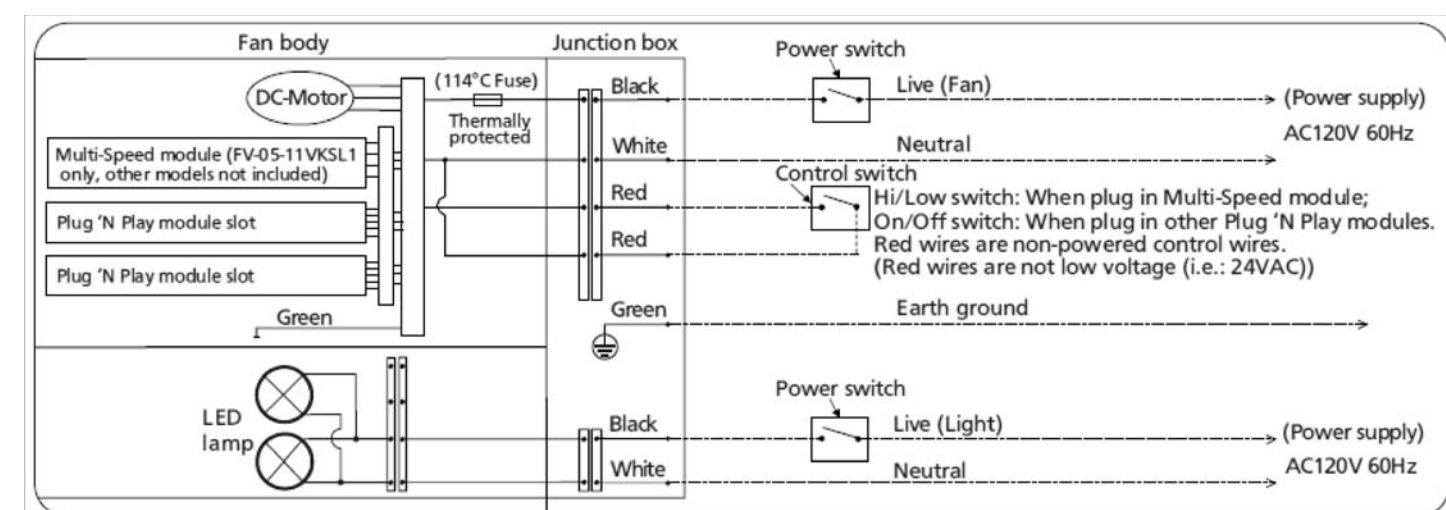 Fan body
Junction box
Power switch
DC-Motor
(114°C Fuse)
Thermally
protected
Black
Live (Fan)
(Power supply)
AC120V 60Hz
White
Neutral
Multi-Speed module (FV-05-11VKSL1
only, other models not included)
Control switch
Red
Hi/Low switch: When plug in Multi-Speed module;
On/Off switch: When plug in other Plug ‘N Play modules.
Red wires are non-powered control wires.
(Red wires are not low voltage (i.e.: 24VAC))
Plug ‘N Play module slot
Red
Plug ‘N Play module slot
Green
Green
Earth ground
LED
lamp
Power switch
Black
Live (Light)
(Power supply)
AC120V 60Hz
White
Neutral